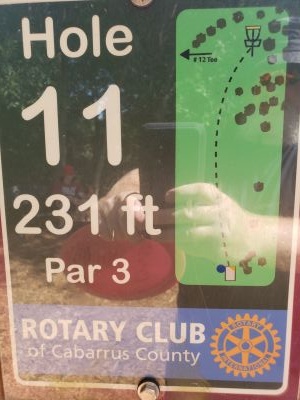 Hole
11
231 ft
Par 3
# 12 Tee
ROTARY CLUB
of Cabarrus County
ROTARY
INTERNATIONAL